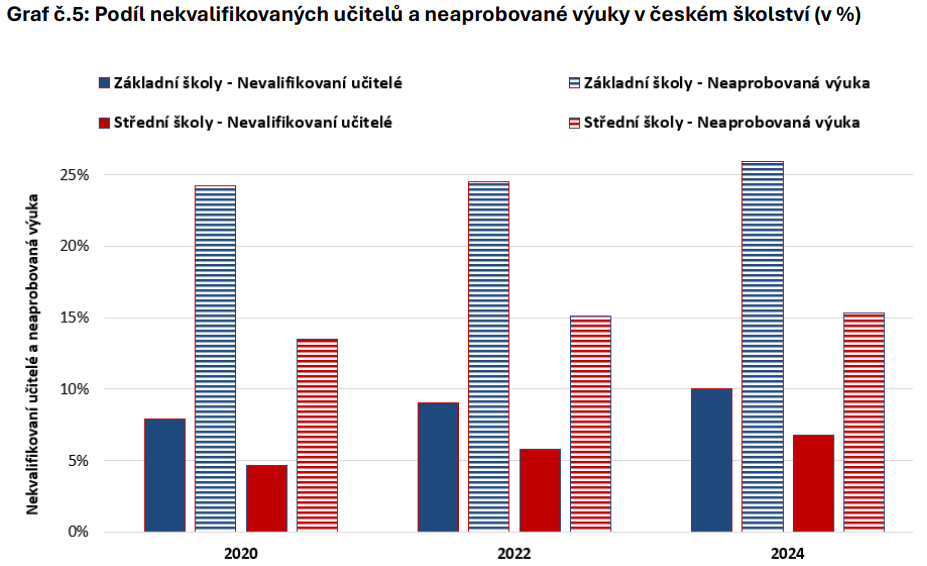 Graf č.5: Podíl nekvalifikovaných učitelů a neaprobované výuky v českém školství (v %)
Základní školy - Nevalifikovaní učitelé
Základní školy - Neaprobovaná výuka
Střední školy - Nevalifikovaní učitelé
Střední školy - Neaprobovaná výuka
Nekvalifikovaní učitelé a neaprobovaná výuka
25%
20%
15%
10%
5%
0%
2020
2022
2024